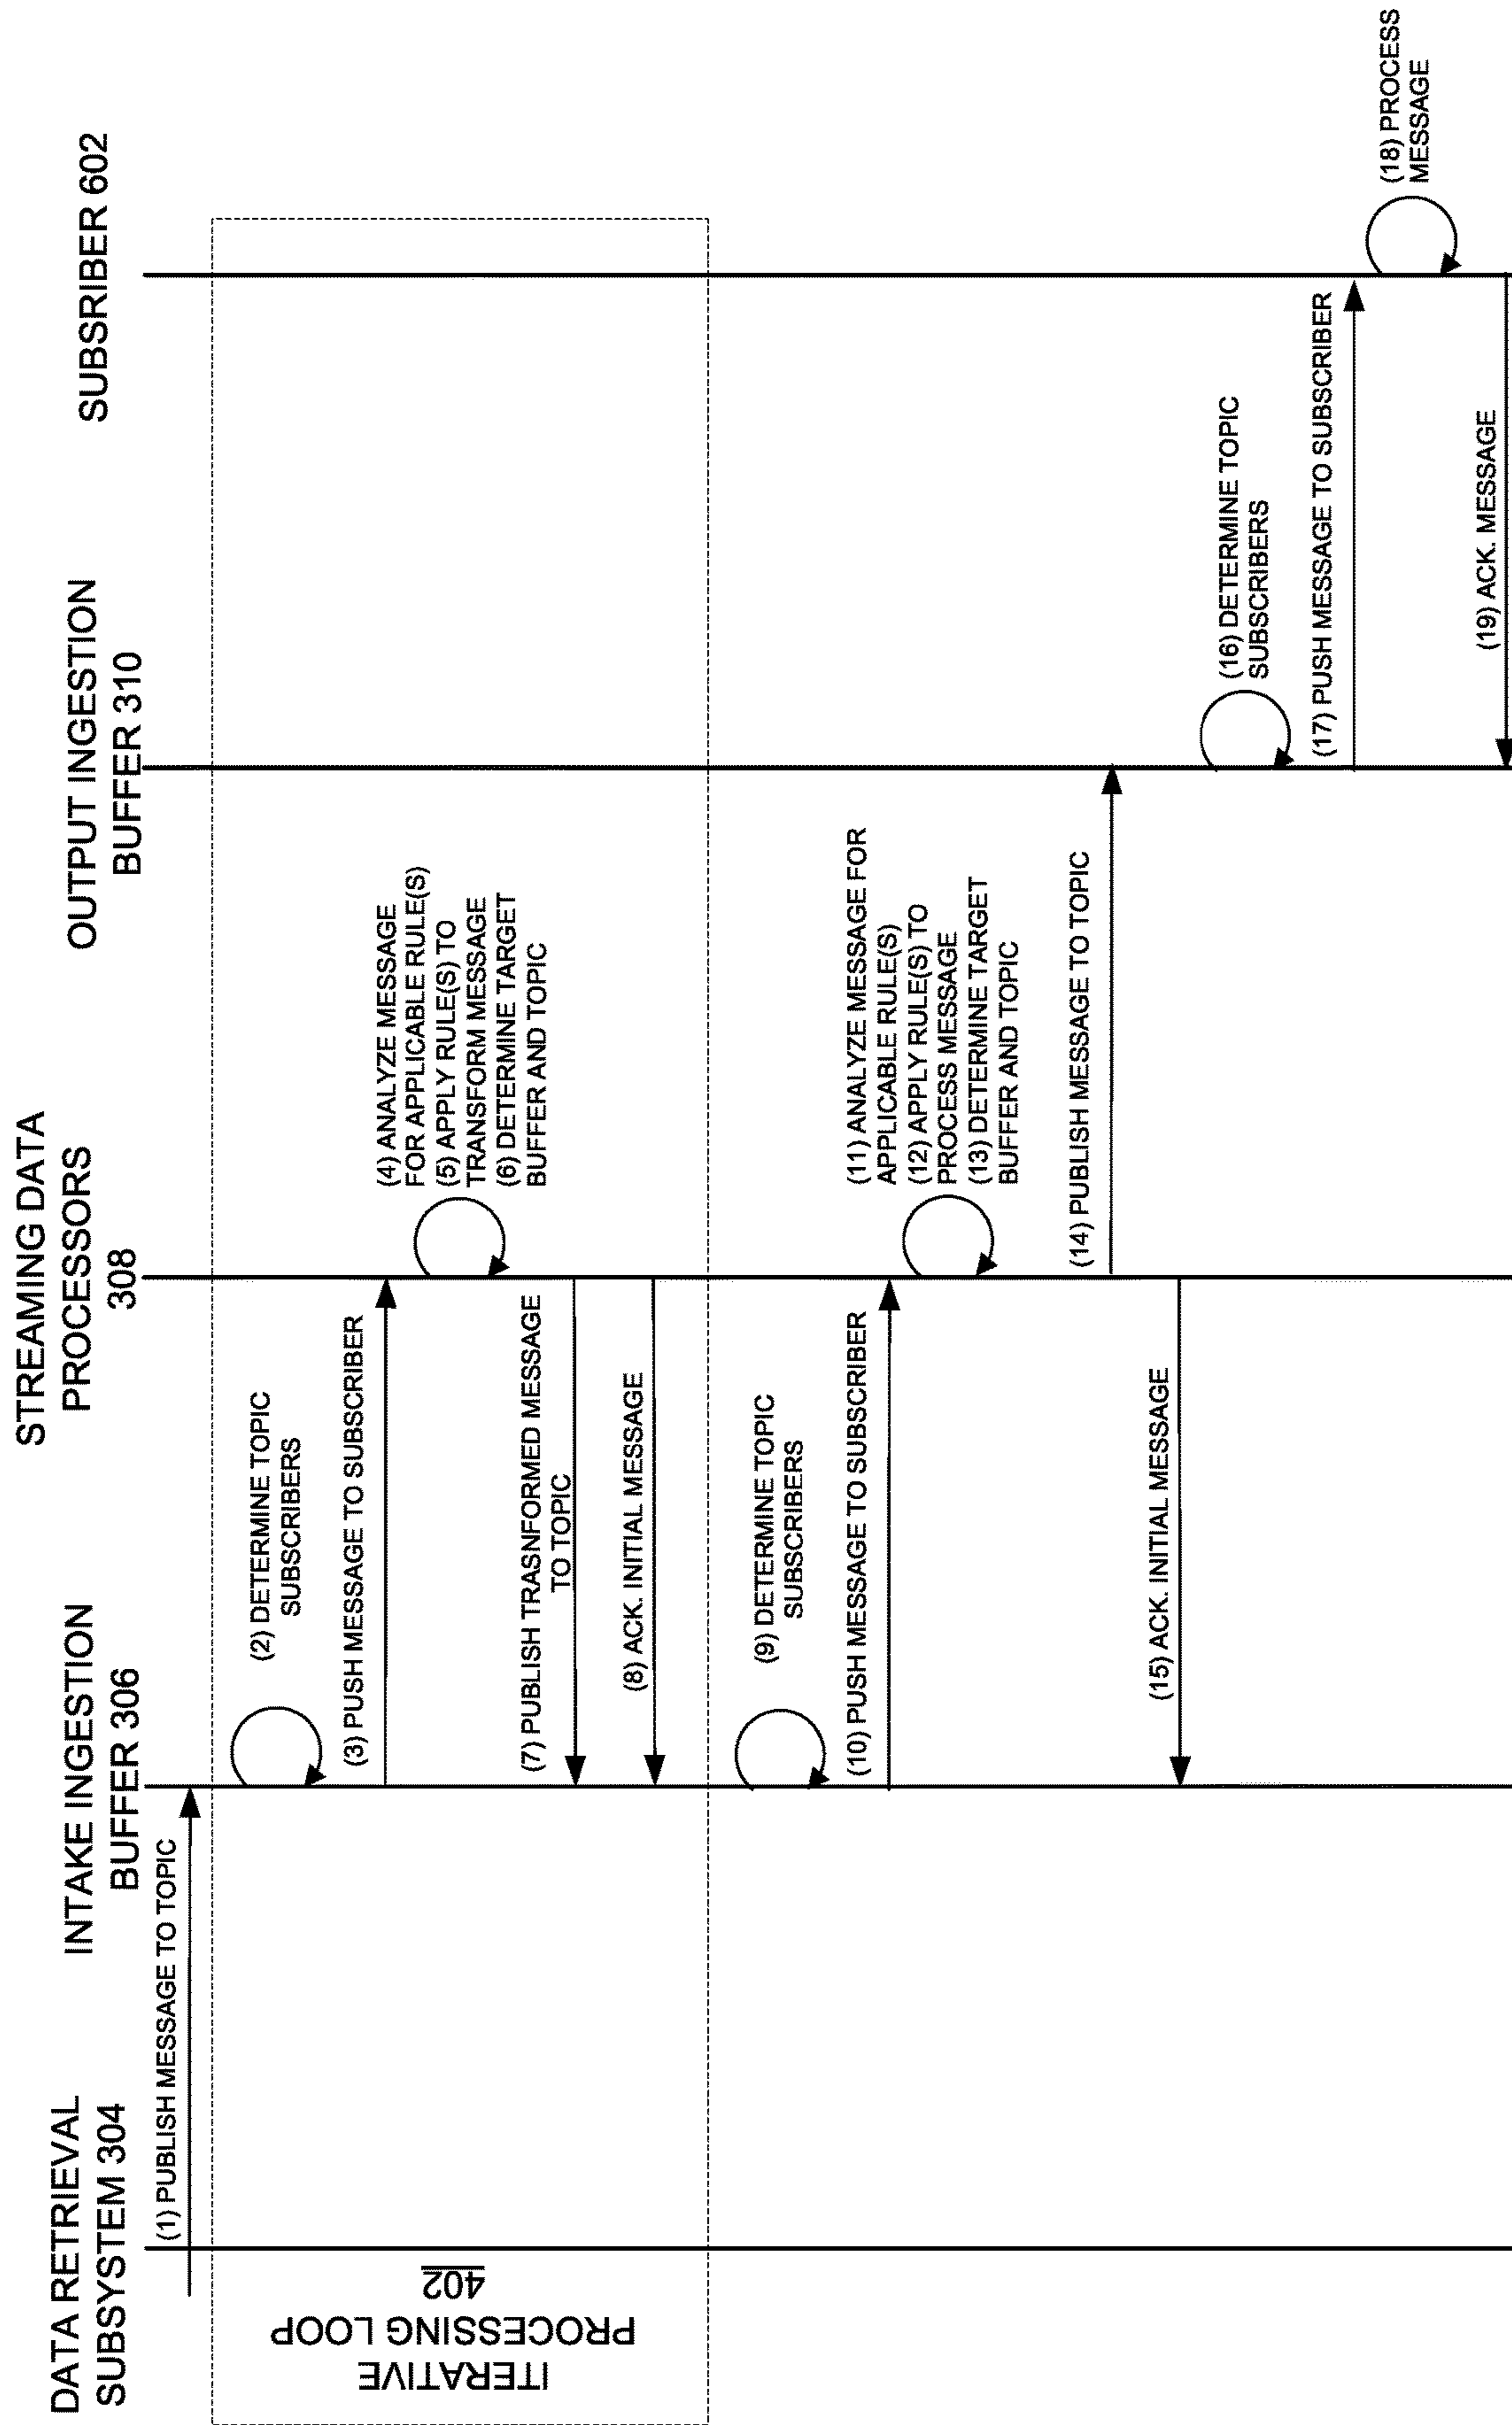 DATA RETRIEVAL
SUBSYSTEM 304
INTAKE INGESTION
BUFFER 306
STREAMING DATA
PROCESSORS
308
OUTPUT INGESTION
BUFFER 310
SUBSRIBER 602
(1) PUBLISH MESSAGE TO TOPIC
ITERATIVE
PROCESSING LOOP
402
(2) DETERMINE TOPIC
SUBSCRIBERS
(3) PUSH MESSAGE TO SUBSCRIBER
(4) ANALYZE MESSAGE
FOR APPLICABLE RULE(S)
(5) APPLY RULE(S) TO
TRANSFORM MESSAGE
(6) DETERMINE TARGET
BUFFER AND TOPIC
(7) PUBLISH TRASNFORMED MESSAGE
TO TOPIC
(8) ACK. INITIAL MESSAGE
(9) DETERMINE TOPIC
SUBSCRIBERS
(10) PUSH MESSAGE TO SUBSCRIBER
(11) ANALYZE MESSAGE FOR
APPLICABLE RULE(S)
(12) APPLY RULE(S) TO
PROCESS MESSAGE
(13) DETERMINE TARGET
BUFFER AND TOPIC
(14) PUBLISH MESSAGE TO TOPIC
(15) ACK. INITIAL MESSAGE
(16) DETERMINE TOPIC
SUBSCRIBERS
(17) PUSH MESSAGE TO SUBSCRIBER
(18) PROCESS
MESSAGE
(19) ACK. MESSAGE